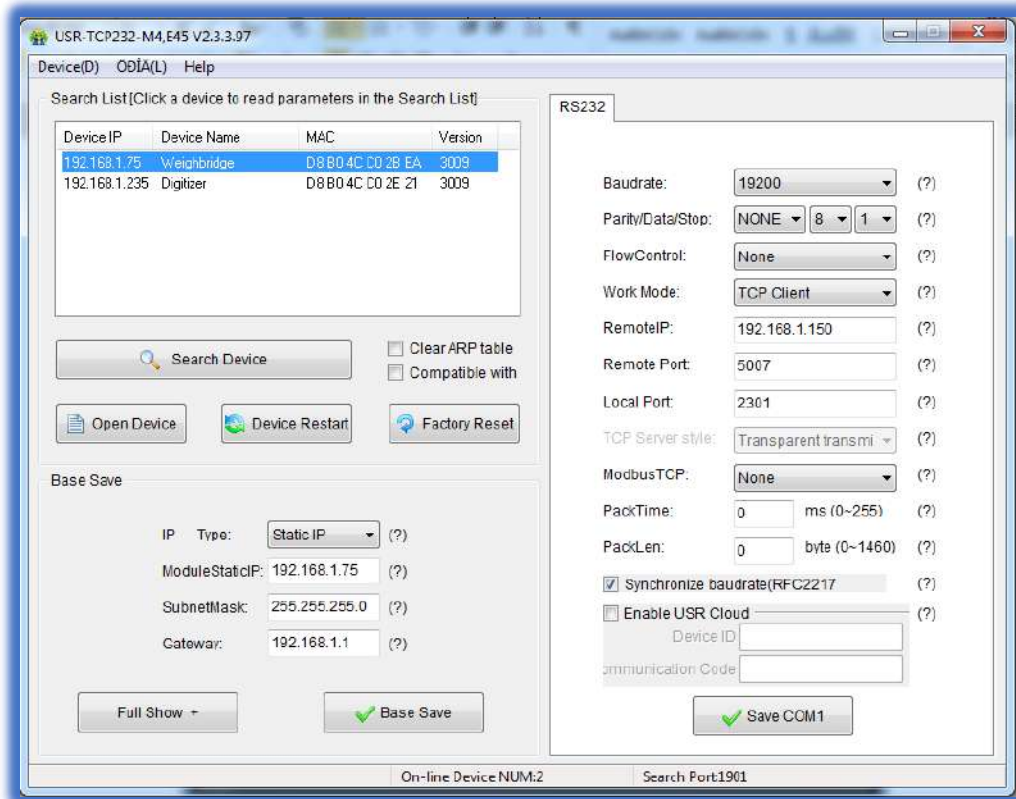 USR-TCP232-M4,E45 V2.3.3.97
Device(D) OÐÍÄ(L) Help
Search List[Click a device to read parameters in the Search List]
Device IP Device Name MAC Version
192.168.1.75 Weighbridge D8 B0 4C C0 2B EA 3009
192.168.1.235 Digitizer D8 B0 4C C0 2E 21 3009
Search Device
Clear ARP table
Compatible with
Open Device Device Restart Factory Reset
Base Save
IP Type: Static IP (?)
ModuleStaticIP: 192.168.1.75 (?)
SubnetMask: 255.255.255.0 (?)
Gateway: 192.168.1.1 (?)
Full Show + Base Save
RS232
Baudrate: 19200 (?)
Parity/Data/Stop: NONE 8 1 (?)
FlowControl: None (?)
Work Mode: TCP Client (?)
RemoteIP: 192.168.1.150 (?)
Remote Port: 5007 (?)
Local Port: 2301 (?)
TCP Server style: Transparent transmi (?)
ModbusTCP: None (?)
PackTime: 0 ms (0~255) (?)
PackLen: 0 byte (0~1460) (?)
Synchronize baudrate(RFC2217 (?)
Enable USR Cloud (?)
Device ID
ommunication Code
Save COM1
On-line Device NUM:2 Search Port:1901